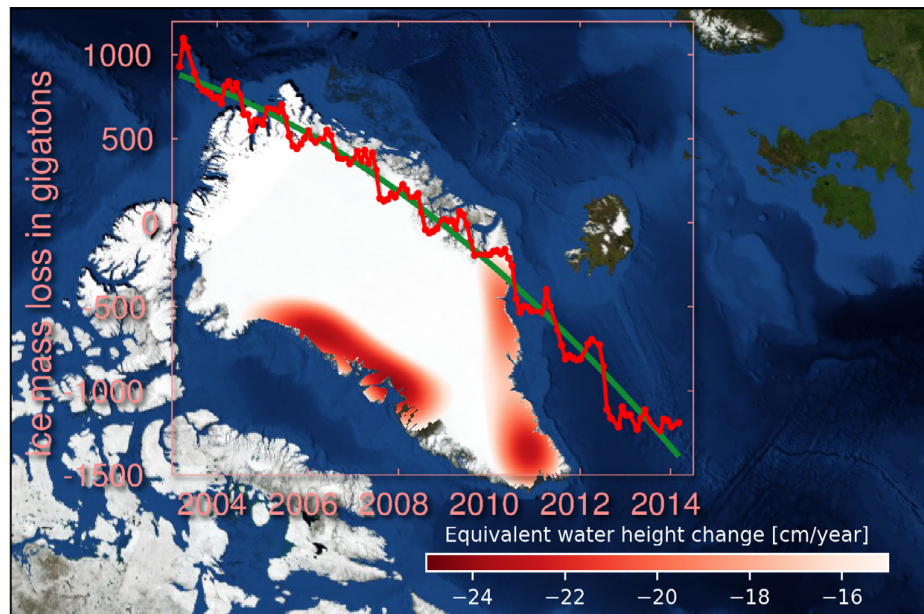 1000
500
0
-500
-1000
-1500
Ice mass loss in gigatons
2004 2006 2008 2010 2012 2014
Equivalent water height change [cm/year]
−24 −22 −20 −18 −16